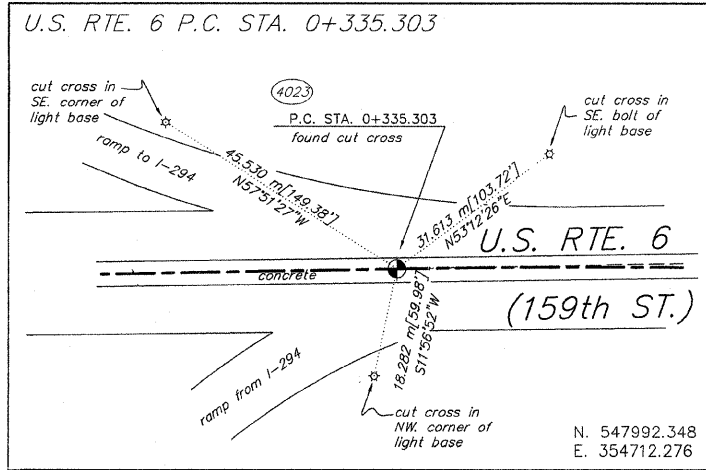 U.S. RTE. 6 P.C. STA. 0+335.303
cut cross in
SE. corner of
light base
4023
P.C. STA. 0+335.303
found cut cross
cut cross in
SE. bolt of
light base
ramp to I-294
45.530 m[149.38']
N57°51'27"W
31.613 m[103.72']
N53°12'26"E
U.S. RTE. 6
concrete
(159th ST.)
18.282 m[59.98']
S11°56'52"W
ramp from I-294
cut cross in
NW. corner of
light base
N. 547992.348
E. 354712.276